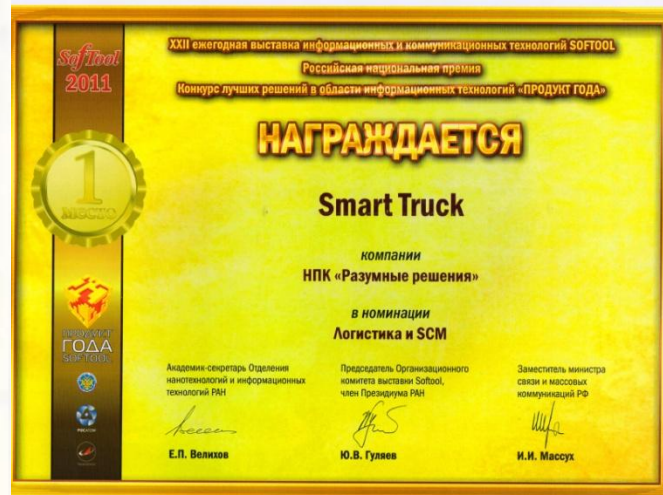 SofTool
2011
1
МЕСТО
ПРОДУКТ
ГОДА
SOFTOOL
XXII ежегодная выставка информационных и коммуникационных технологий SOFTOOL
Российская национальная премия
Конкурс лучших решений в области информационных технологий «ПРОДУКТ ГОДА»
НАГРАЖДАЕТСЯ
Smart Truck
компании
НПК «Разумные решения»
в номинации
Логистика и SCM
Академик-секретарь Отделения
нанотехнологий и информационных
технологий РАН
Е.П. Велихов
Председатель Организационного
комитета выставки Softool,
член Президиума РАН
Ю.В. Гуляев
Заместитель министра
связи и массовых
коммуникаций РФ
И.И. Массух